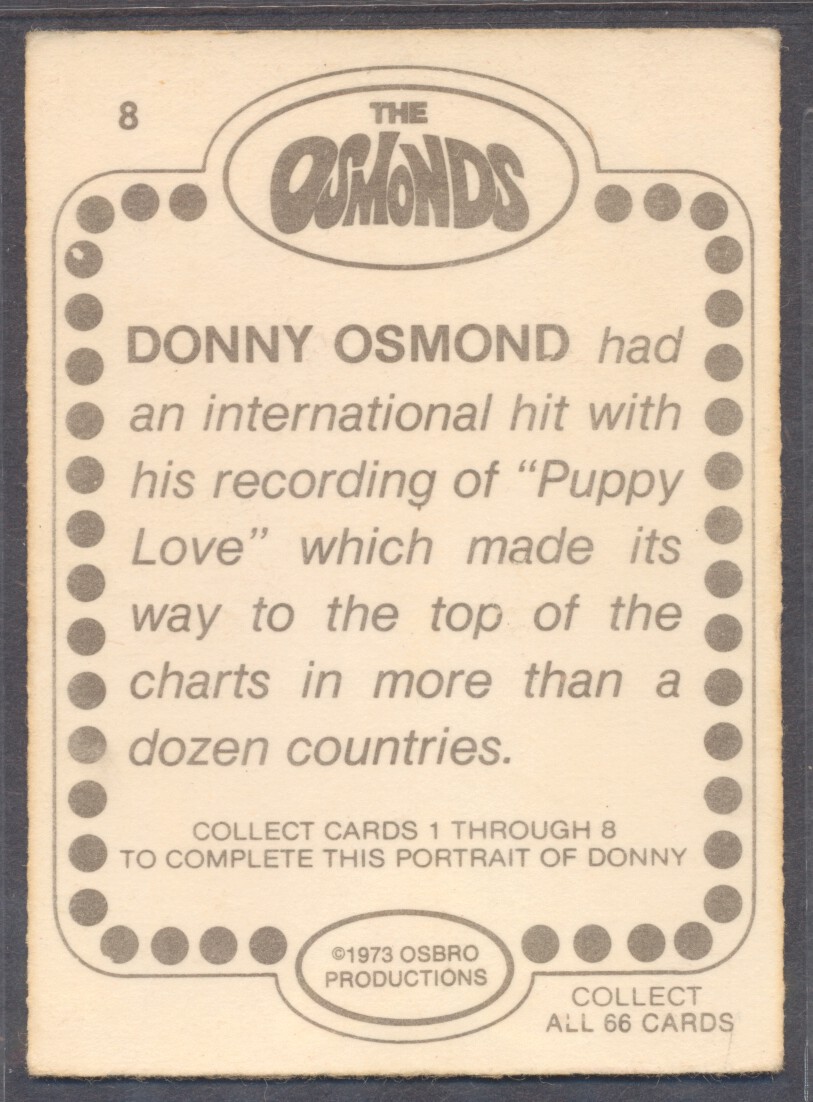 8
THE
OSMONDS
DONNY OSMOND had
an international hit with
his recording of “Puppy
Love” which made its
way to the top of the
charts in more than a
dozen countries.
COLLECT CARDS 1 THROUGH 8
TO COMPLETE THIS PORTRAIT OF DONNY
©1973 OSBRO
PRODUCTIONS
COLLECT
ALL 66 CARDS